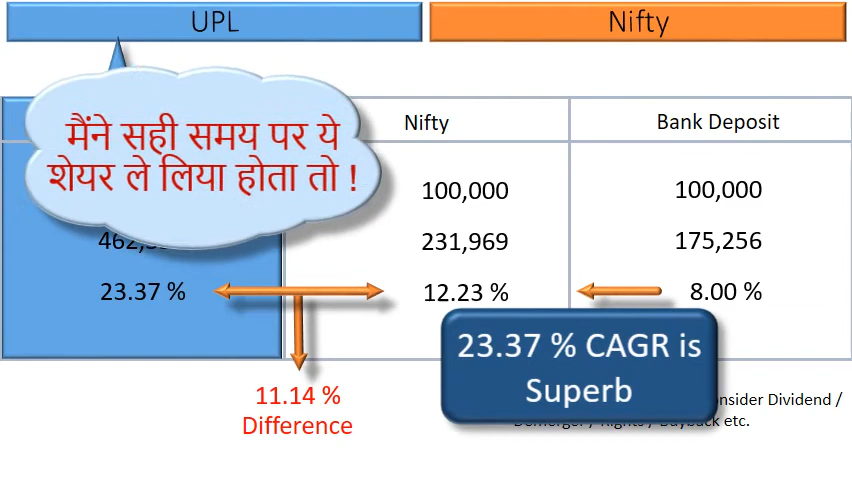 UPL
Nifty
मैंने सही समय पर ये
शेयर ले लिया होता तो !
Nifty
Bank Deposit
100,000
100,000
231,969
175,256
23.37 %
12.23 %
8.00 %
23.37 % CAGR is
Superb
11.14 %
Difference
Dividend /
Rights / Buyback etc.